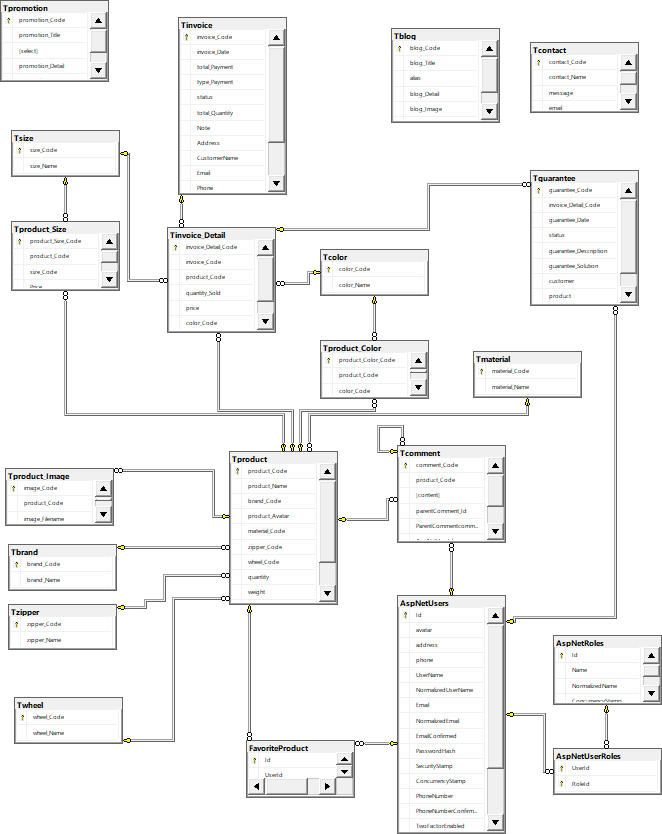 Tpromotion
promotion_Code
promotion_Title
[select]
promotion_Detail
Tinvoice
invoice_Code
invoice_Date
total_Payment
type_Payment
status
total_Quantity
Note
Address
CustomerName
Email
Phone
Tblog
blog_Code
blog_Title
alias
blog_Detail
blog_Image
Tcontact
contact_Code
contact_Name
message
email
Tsize
size_Code
size_Name
Tproduct_Size
product_Size_Code
product_Code
size_Code
Price
Tinvoice_Detail
invoice_Detail_Code
invoice_Code
product_Code
quantity_Sold
price
color_Code
Tcolor
color_Code
color_Name
Tguarantee
guarantee_Code
invoice_Detail_Code
guarantee_Date
status
guarantee_Description
guarantee_Solution
customer
product
Tproduct_Color
product_Color_Code
product_Code
color_Code
Tmaterial
material_Code
material_Name
Tproduct_Image
image_Code
product_Code
image_Filename
Tproduct
product_Code
product_Name
brand_Code
product_Avatar
material_Code
zipper_Code
wheel_Code
quantity
weight
Tcomment
comment_Code
product_Code
[content]
parentComment_Id
ParentCommentcomm...
Tbrand
brand_Code
brand_Name
Tzipper
zipper_Code
zipper_Name
Twheel
wheel_Code
wheel_Name
FavoriteProduct
Id
UserId
AspNetUsers
Id
avatar
address
phone
UserName
NormalizedUserName
Email
NormalizedEmail
EmailConfirmed
PasswordHash
SecurityStamp
ConcurrencyStamp
PhoneNumber
PhoneNumberConfirm...
TwoFactorEnabled
AspNetRoles
Id
Name
NormalizedName
ConcurrencyStamp
AspNetUserRoles
UserId
RoleId